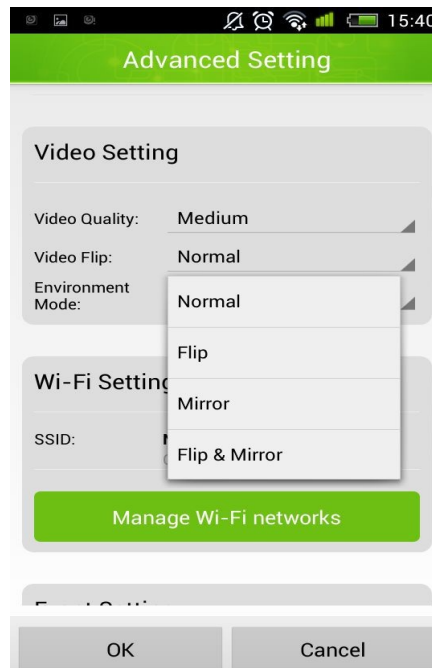 15:40
Advanced Setting
Video Setting
Video Quality: Medium
Video Flip: Normal
Environment
Mode:
Normal
Flip
Mirror
Flip & Mirror
Wi-Fi Setting
SSID:
Manage Wi-Fi networks
OK Cancel